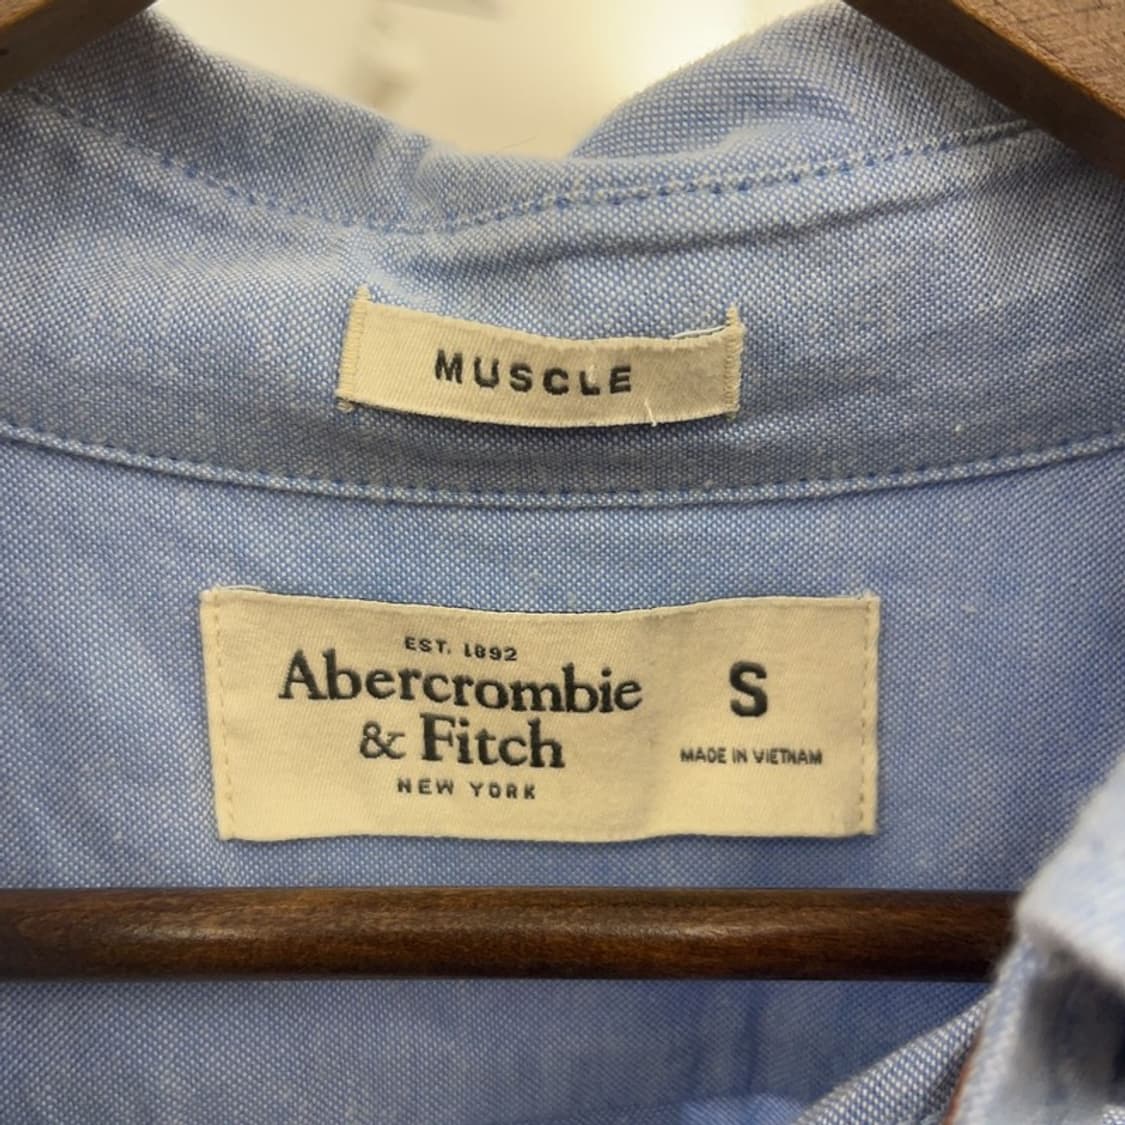 MUSCLE
EST. 1892
Abercrombie
& Fitch
NEW YORK
S
MADE IN VIETNAM